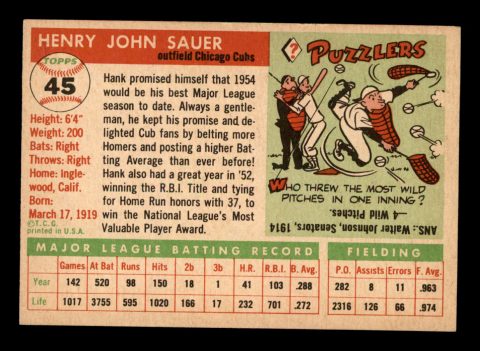 HENRY JOHN SAUER
outfield Chicago Cubs
TOPPS
45
Height: 6'4"
Weight: 200
Bats: Right
Throws: Right
Home: Ingle-
wood, Calif.
Born:
March 17, 1919
©T.C.G.
printed in U.S.A.
Hank promised himself that 1954
would be his best Major League
season to date. Always a gentle-
man, he kept his promise and de-
lighted Cub fans by belting more
Homers and posting a higher Bat-
ting Average than ever before!
Hank also had a great year in '52,
winning the R.B.I. Title and tying
for Home Run honors with 37, to
win the National League's Most
Valuable Player Award.
?
PUZZLERS
WHO THREW THE MOST WILD
PITCHES IN ONE INNING?
ANS.: Walter Johnson, Senators, 1914
4 Wild Pitches.
MAJOR LEAGUE BATTING RECORD
FIELDING
Games At Bat Runs Hits 2b 3b H.R. R.B.I. B. Avg. P.O. Assists Errors F. Avg.
Year 142 520 98 150 18 1 41 103 .288 282 8 11 .963
Life 1017 3755 595 1020 166 17 232 701 .272 2316 126 66 .974